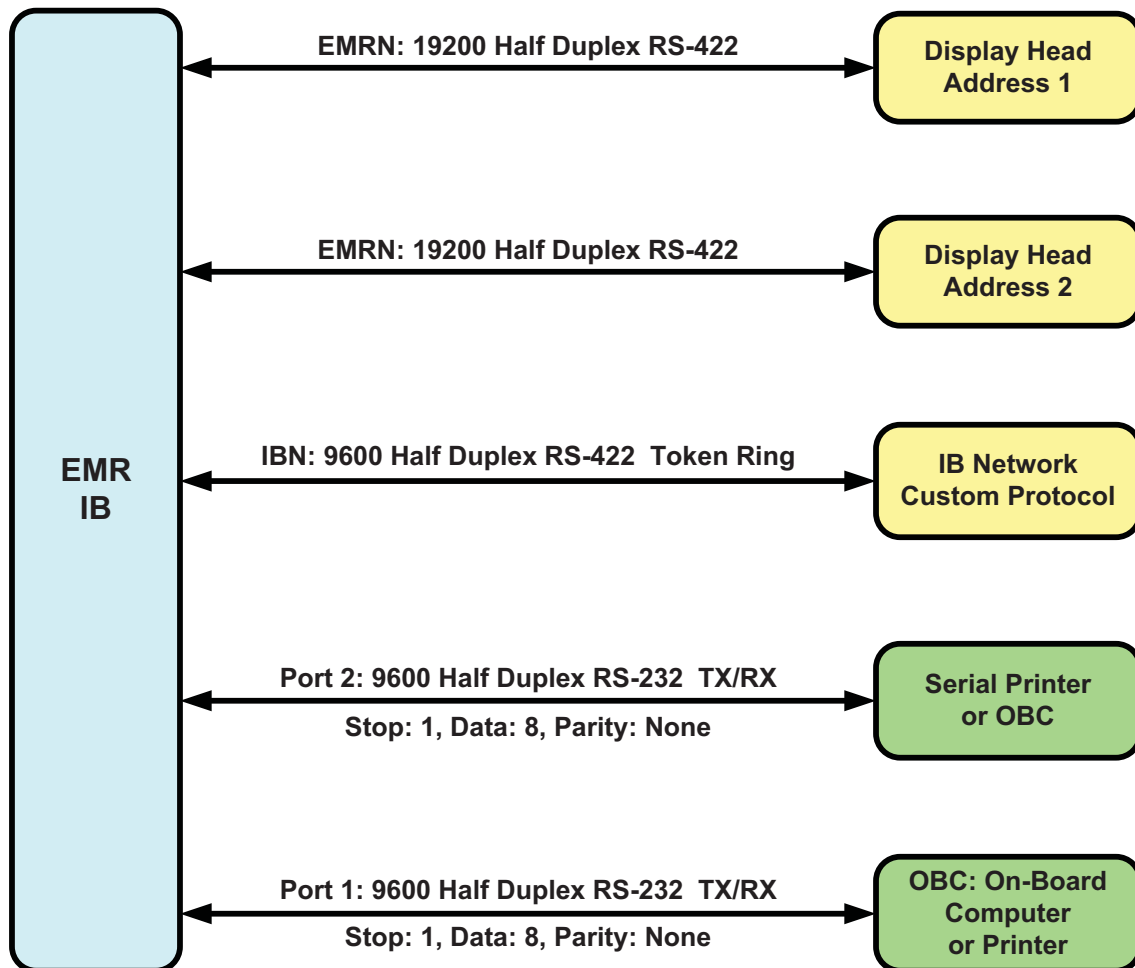 EMRN: 19200 Half Duplex RS-422
Display Head
Address 1
EMRN: 19200 Half Duplex RS-422
Display Head
Address 2
EMR
IB
IBN: 9600 Half Duplex RS-422 Token Ring
IB Network
Custom Protocol
Port 2: 9600 Half Duplex RS-232 TX/RX
Stop: 1, Data: 8, Parity: None
Serial Printer
or OBC
Port 1: 9600 Half Duplex RS-232 TX/RX
Stop: 1, Data: 8, Parity: None
OBC: On-Board
Computer
or Printer